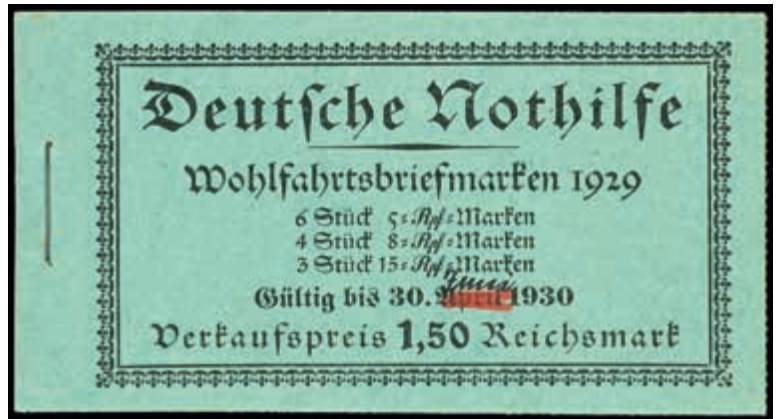 Deutsche Nothilfe
Wohlfahrtsbriefmarken 1929
6 Stück 5=Rpf=Marken
4 Stück 8=Rpf=Marken
3 Stück 15=Rpf=Marken
Juni
Gültig bis 30. April 1930
Verkaufspreis 1,50 Reichsmark